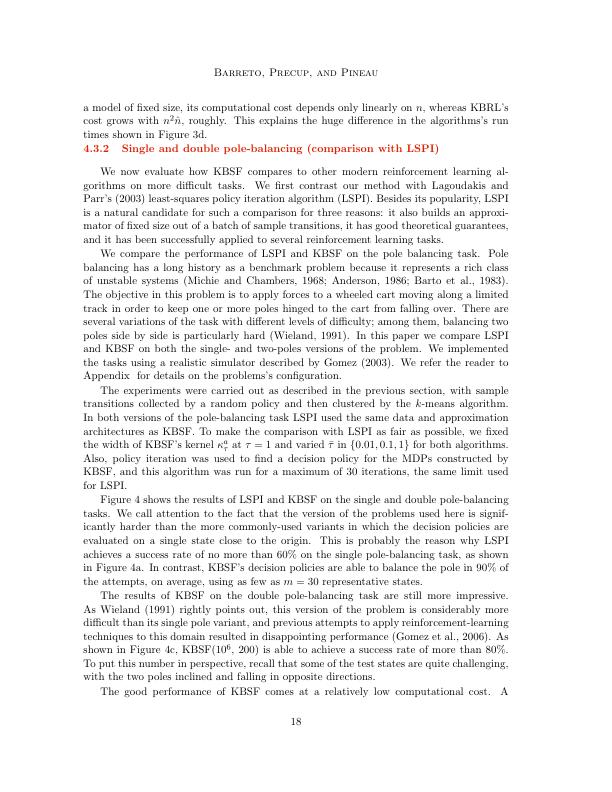 BARRETO, PRECUP, AND PINEAU
a model of fixed size, its computational cost depends only linearly on n, whereas KBRL's
cost grows with n²n̂, roughly. This explains the huge difference in the algorithms's run
times shown in Figure 3d.
4.3.2 Single and double pole-balancing (comparison with LSPI)
We now evaluate how KBSF compares to other modern reinforcement learning al-
gorithms on more difficult tasks. We first contrast our method with Lagoudakis and
Parr's (2003) least-squares policy iteration algorithm (LSPI). Besides its popularity, LSPI
is a natural candidate for such a comparison for three reasons: it also builds an approxi-
mator of fixed size out of a batch of sample transitions, it has good theoretical guarantees,
and it has been successfully applied to several reinforcement learning tasks.
We compare the performance of LSPI and KBSF on the pole balancing task. Pole
balancing has a long history as a benchmark problem because it represents a rich class
of unstable systems (Michie and Chambers, 1968; Anderson, 1986; Barto et al., 1983).
The objective in this problem is to apply forces to a wheeled cart moving along a limited
track in order to keep one or more poles hinged to the cart from falling over. There are
several variations of the task with different levels of difficulty; among them, balancing two
poles side by side is particularly hard (Wieland, 1991). In this paper we compare LSPI
and KBSF on both the single- and two-poles versions of the problem. We implemented
the tasks using a realistic simulator described by Gomez (2003). We refer the reader to
Appendix for details on the problems's configuration.
The experiments were carried out as described in the previous section, with sample
transitions collected by a random policy and then clustered by the k-means algorithm.
In both versions of the pole-balancing task LSPI used the same data and approximation
architectures as KBSF. To make the comparison with LSPI as fair as possible, we fixed
the width of KBSF's kernel κᵃτ at τ = 1 and varied τ̄ in {0.01, 0.1, 1} for both algorithms.
Also, policy iteration was used to find a decision policy for the MDPs constructed by
KBSF, and this algorithm was run for a maximum of 30 iterations, the same limit used
for LSPI.
Figure 4 shows the results of LSPI and KBSF on the single and double pole-balancing
tasks. We call attention to the fact that the version of the problems used here is signif-
icantly harder than the more commonly-used variants in which the decision policies are
evaluated on a single state close to the origin. This is probably the reason why LSPI
achieves a success rate of no more than 60% on the single pole-balancing task, as shown
in Figure 4a. In contrast, KBSF's decision policies are able to balance the pole in 90% of
the attempts, on average, using as few as m = 30 representative states.
The results of KBSF on the double pole-balancing task are still more impressive.
As Wieland (1991) rightly points out, this version of the problem is considerably more
difficult than its single pole variant, and previous attempts to apply reinforcement-learning
techniques to this domain resulted in disappointing performance (Gomez et al., 2006). As
shown in Figure 4c, KBSF(10⁶, 200) is able to achieve a success rate of more than 80%.
To put this number in perspective, recall that some of the test states are quite challenging,
with the two poles inclined and falling in opposite directions.
The good performance of KBSF comes at a relatively low computational cost. A
18